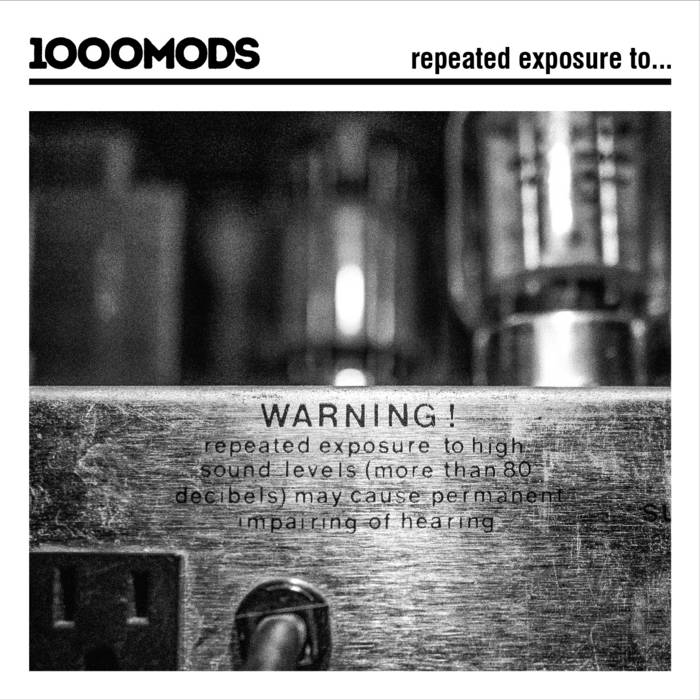 1000MODS
repeated exposure to...
WARNING!
repeated exposure to high
sound levels (more than 80
decibels) may cause permanent
impairing of hearing